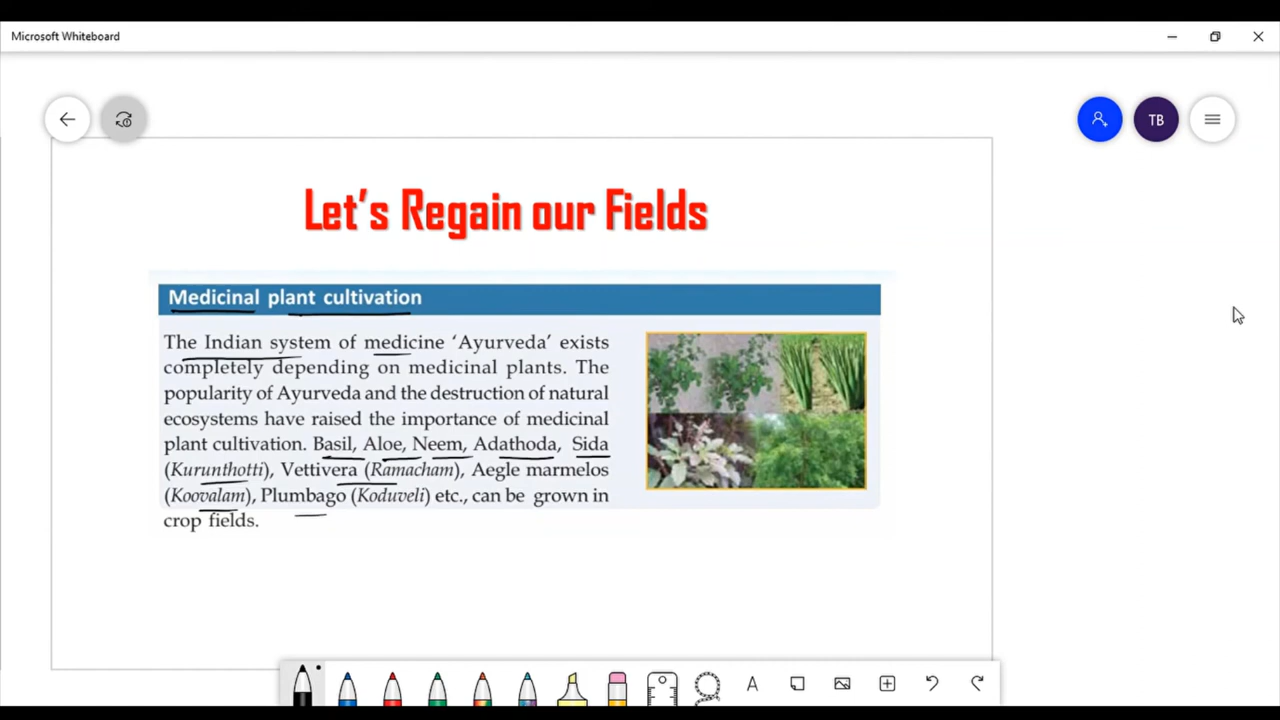 Microsoft Whiteboard
TB
Let's Regain our Fields
Medicinal plant cultivation
The Indian system of medicine ‘Ayurveda’ exists
completely depending on medicinal plants. The
popularity of Ayurveda and the destruction of natural
ecosystems have raised the importance of medicinal
plant cultivation. Basil, Aloe, Neem, Adathoda, Sida
(Kurunthotti), Vettivera (Ramacham), Aegle marmelos
(Koovalam), Plumbago (Koduveli) etc., can be grown in
crop fields.
A